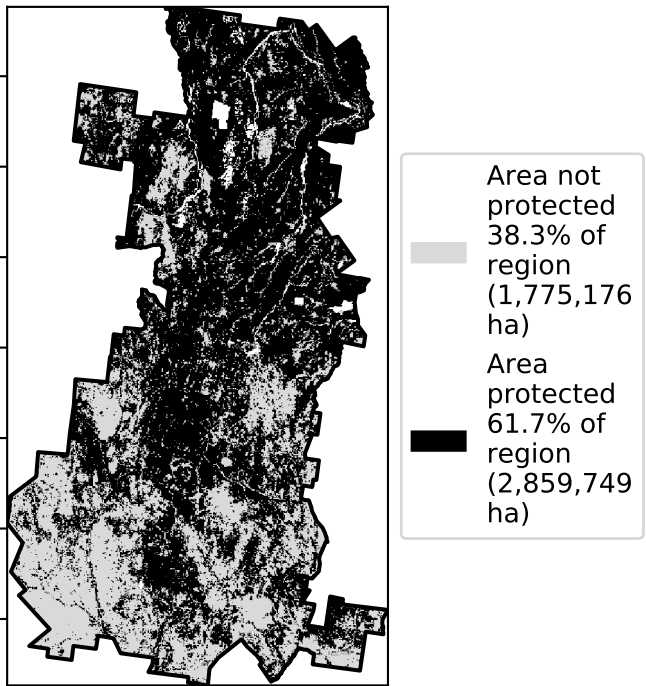 Area not
protected
38.3% of
region
(1,775,176
ha)
Area
protected
61.7% of
region
(2,859,749
ha)